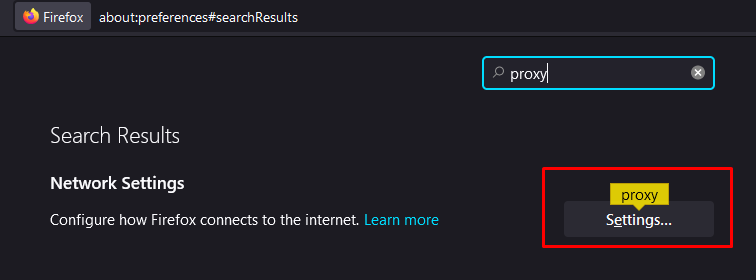 Firefox about:preferences#searchResults
proxy
Search Results
Network Settings
proxy
Configure how Firefox connects to the internet. Learn more
Settings...